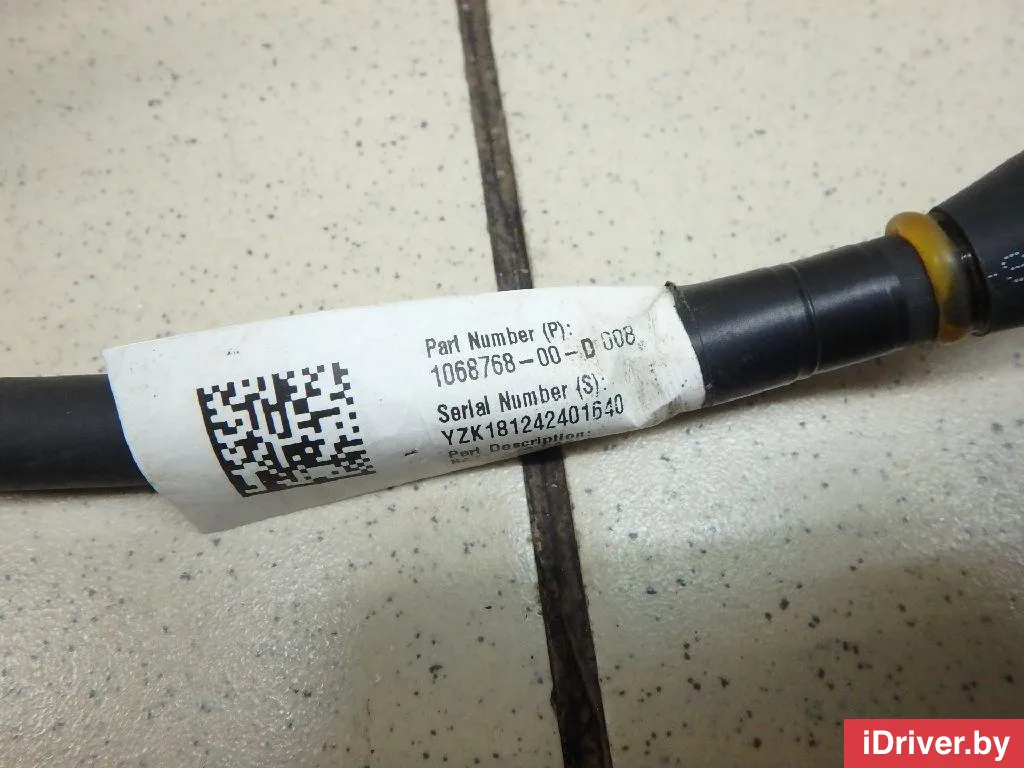 Part Number (P):
1068768-00-D 008
Serial Number (S):
YZK181242401640
Part Description:
iDriver.by